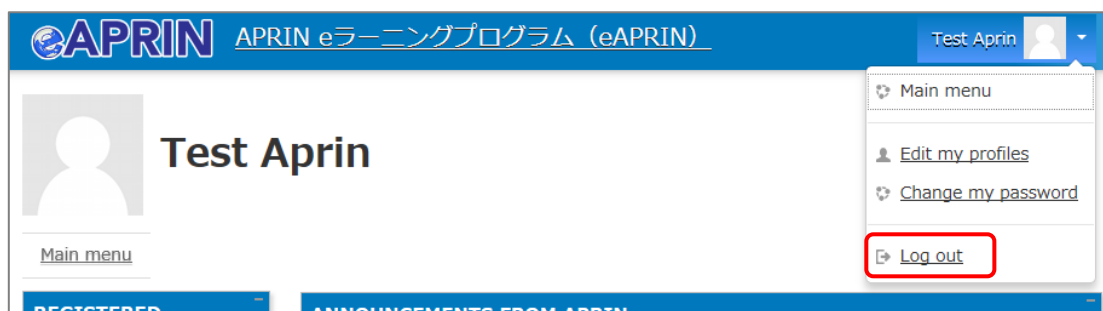 eAPRIN APRIN eラーニングプログラム（eAPRIN） Test Aprin
Main menu
Test Aprin
Edit my profiles
Change my password
Main menu
Log out
REGISTERED
ANNOUNCEMENTS FROM APRIN